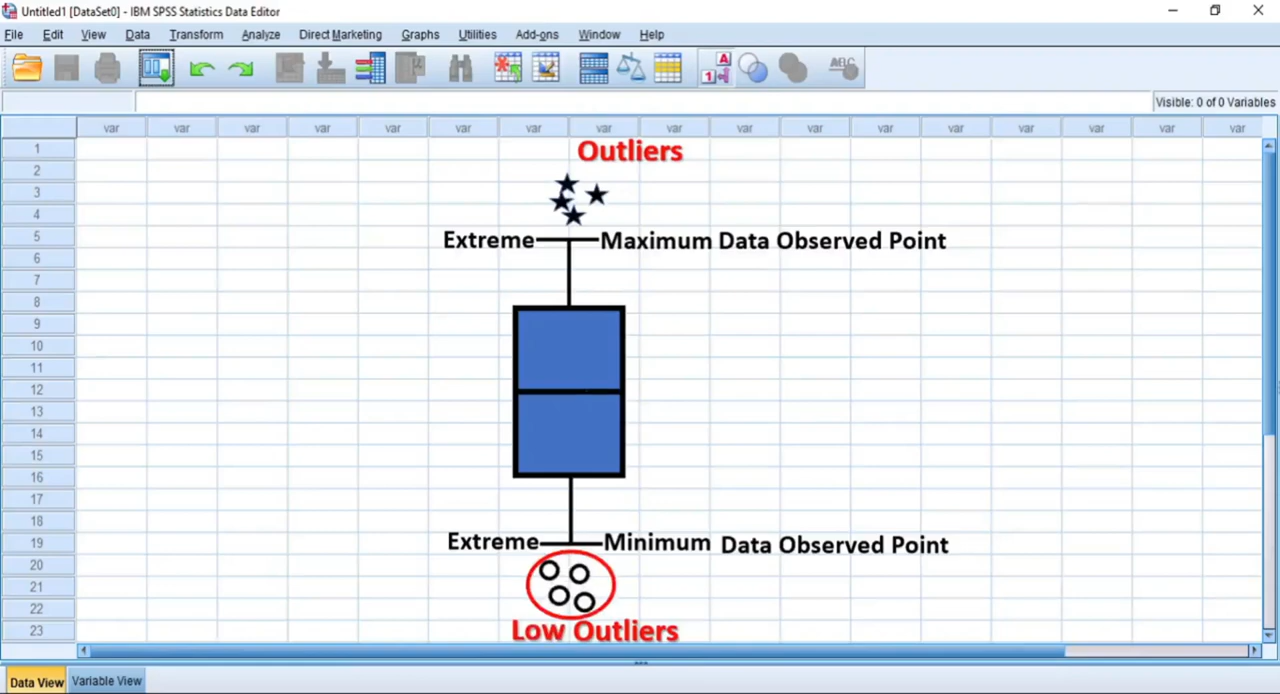 Untitled1 [DataSet0] - IBM SPSS Statistics Data Editor
File Edit View Data Transform Analyze Direct Marketing Graphs Utilities Add-ons Window Help
A
1
ABC
Visible: 0 of 0 Variables
var var var var var var var var var var var var var var var var var
1
Outliers
2
3
4
5
Extreme Maximum Data Observed Point
6
7
8
9
10
11
12
13
14
15
16
17
18
19
Extreme Minimum Data Observed Point
20
21
22
23
Low Outliers
Data View Variable View